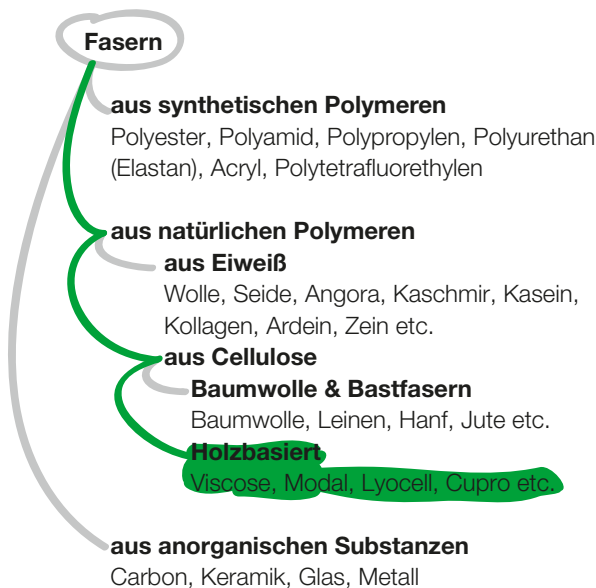 Fasern
aus synthetischen Polymeren
Polyester, Polyamid, Polypropylen, Polyurethan
(Elastan), Acryl, Polytetrafluorethylen
aus natürlichen Polymeren
aus Eiweiß
Wolle, Seide, Angora, Kaschmir, Kasein,
Kollagen, Ardein, Zein etc.
aus Cellulose
Baumwolle & Bastfasern
Baumwolle, Leinen, Hanf, Jute etc.
Holzbasiert
Viscose, Modal, Lyocell, Cupro etc.
aus anorganischen Substanzen
Carbon, Keramik, Glas, Metall